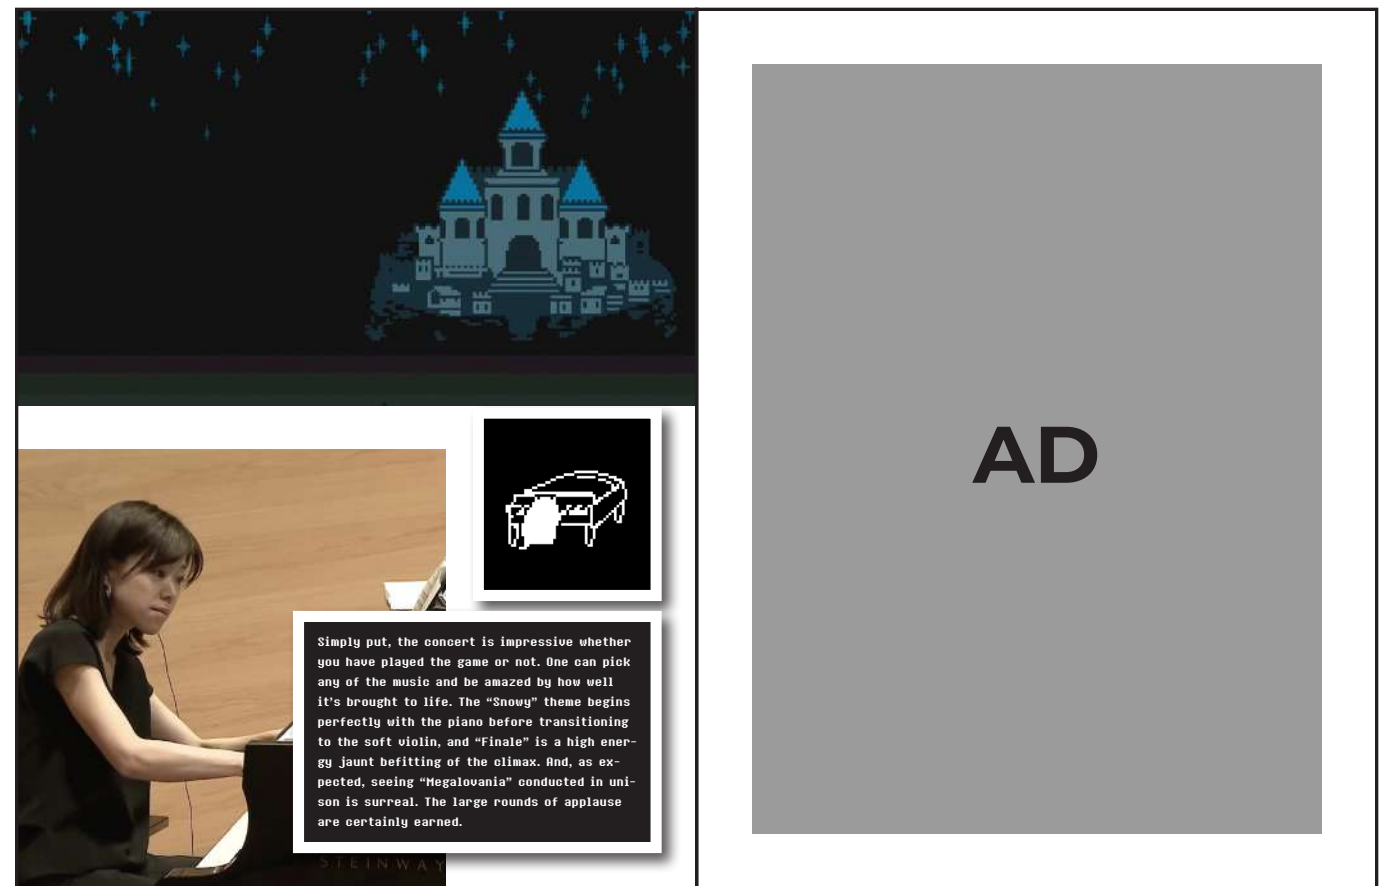 Simply put, the concert is impressive whether
you have played the game or not. One can pick
any of the music and be amazed by how well
it's brought to life. The “Snowy” theme begins
perfectly with the piano before transitioning
to the soft violin, and “Finale” is a high ener-
gy jaunt befitting of the climax. And, as ex-
pected, seeing “Megalovania” conducted in uni-
son is surreal. The large rounds of applause
are certainly earned.
STEINWAY
AD